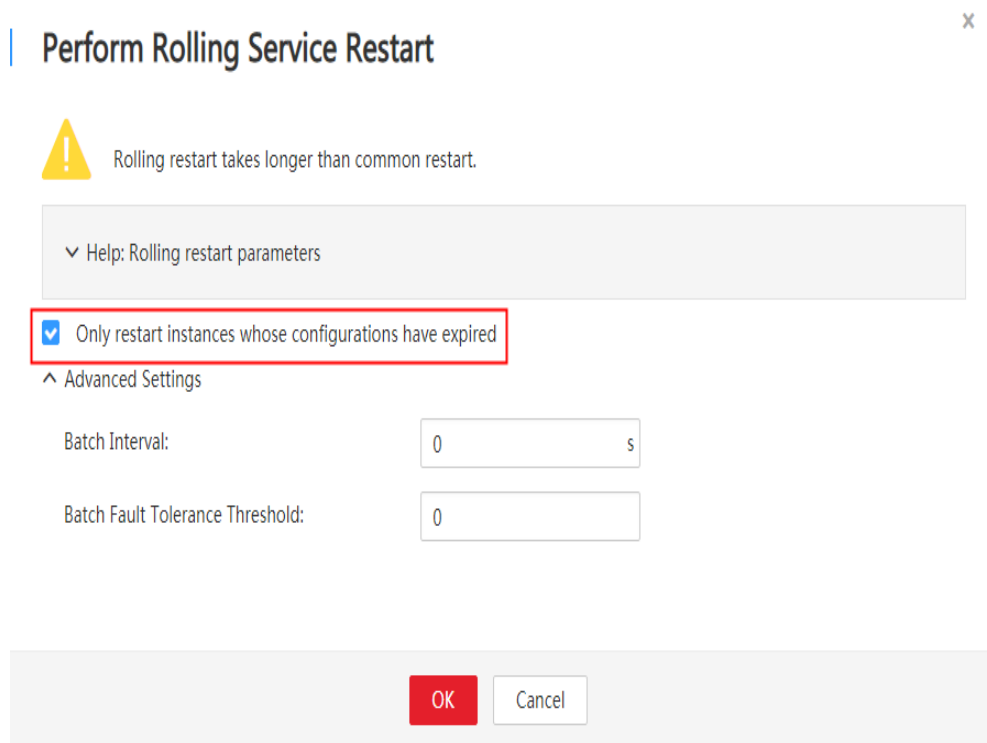 x
Perform Rolling Service Restart
Rolling restart takes longer than common restart.
Help: Rolling restart parameters
Only restart instances whose configurations have expired
Advanced Settings
Batch Interval: 0 s
Batch Fault Tolerance Threshold: 0
OK Cancel